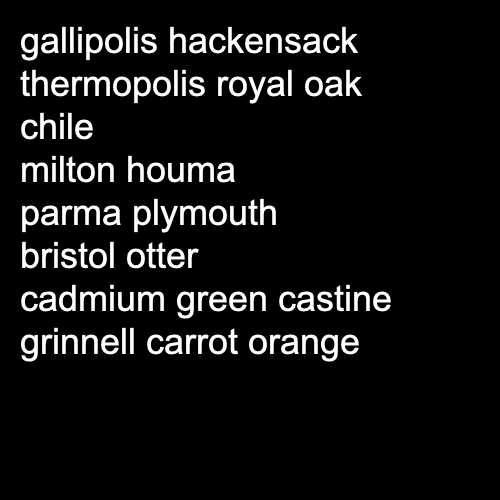 gallipolis hackensack
thermopolis royal oak
chile
milton houma
parma plymouth
bristol otter
cadmium green castine
grinnell carrot orange